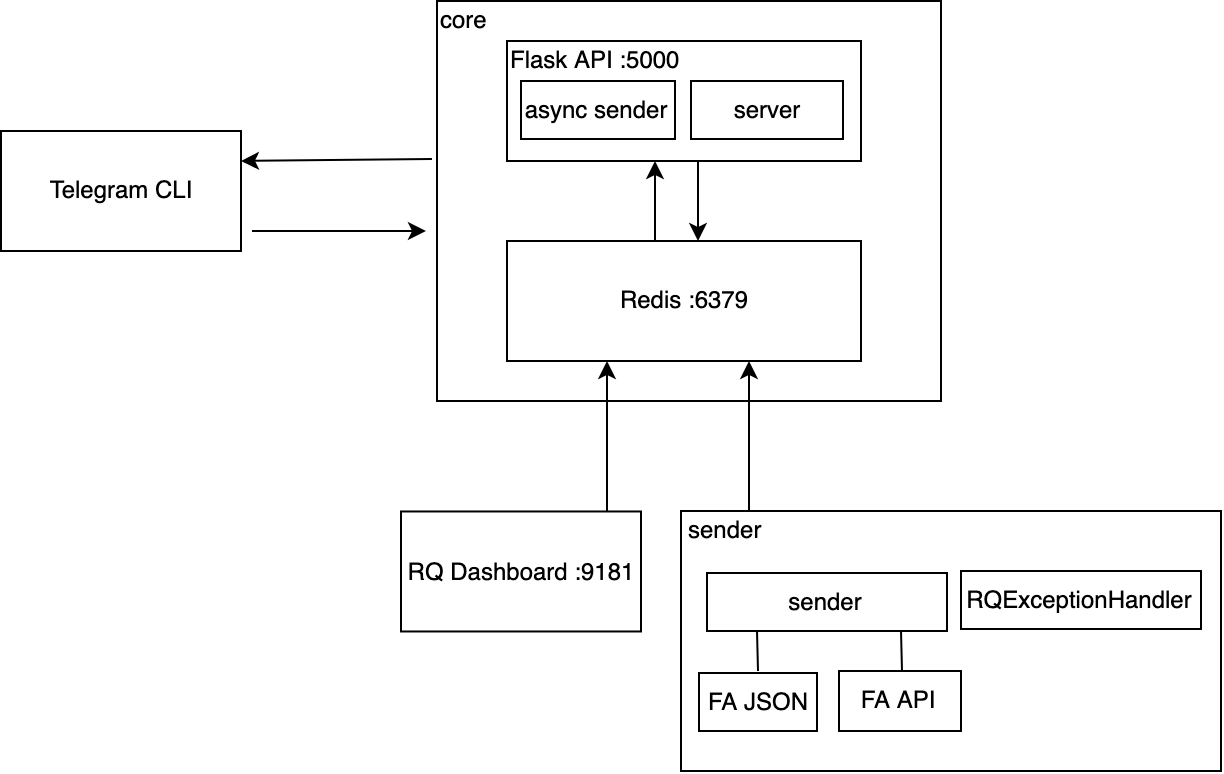 core
Flask API :5000
async sender
server
Telegram CLI
Redis :6379
RQ Dashboard :9181
sender
sender
RQExceptionHandler
FA JSON
FA API